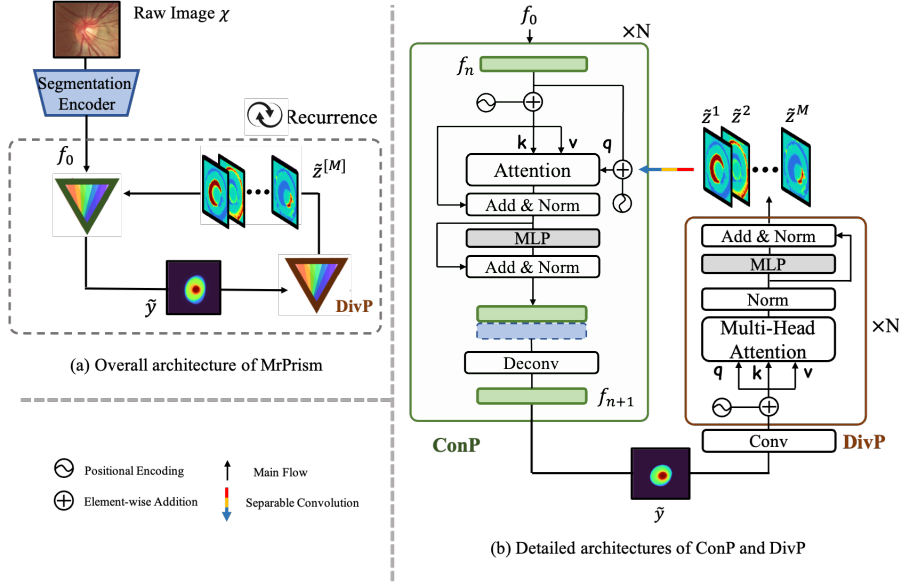 Raw Image χ
Segmentation
Encoder
Recurrence
f₀
z̃^[M]
ỹ
DivP
(a) Overall architecture of MrPrism
Positional Encoding
Main Flow
Element-wise Addition
Separable Convolution
f₀
×N
fₙ
k
v
q
Attention
Add & Norm
MLP
Add & Norm
Deconv
fₙ₊₁
ConP
z̃¹
z̃²
z̃ᴹ
Add & Norm
MLP
Norm
×N
Multi-Head
Attention
q
k
v
Conv
DivP
ỹ
(b) Detailed architectures of ConP and DivP